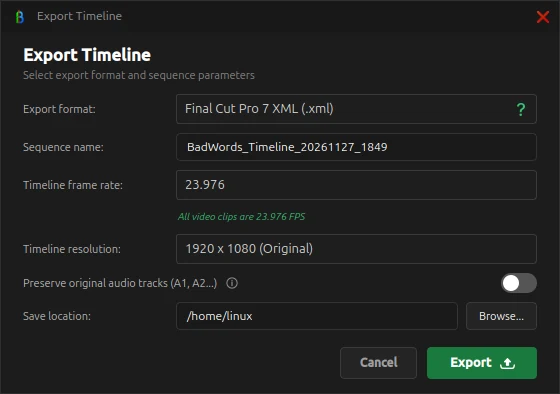 Export Timeline
Export Timeline
Select export format and sequence parameters
Export format: Final Cut Pro 7 XML (.xml) ?
Sequence name: BadWords_Timeline_20261127_1849
Timeline frame rate: 23.976
All video clips are 23.976 FPS
Timeline resolution: 1920 x 1080 (Original)
Preserve original audio tracks (A1, A2...)
Save location: /home/linux Browse...
Cancel Export